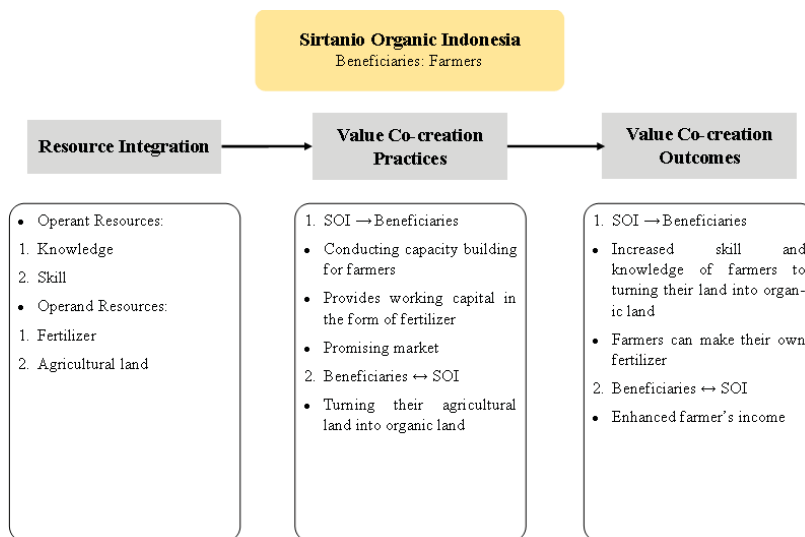 Sirtanio Organic Indonesia
Beneficiaries: Farmers
Resource Integration
Value Co-creation
Practices
Value Co-creation
Outcomes
• Operant Resources:
1. Knowledge
2. Skill
• Operand Resources:
1. Fertilizer
2. Agricultural land
1. SOI → Beneficiaries
• Conducting capacity building
for farmers
• Provides working capital in
the form of fertilizer
• Promising market
2. Beneficiaries ↔ SOI
• Turning their agricultural
land into organic land
1. SOI → Beneficiaries
• Increased skill and
knowledge of farmers to
turning their land into organ-
ic land
• Farmers can make their own
fertilizer
2. Beneficiaries ↔ SOI
• Enhanced farmer's income